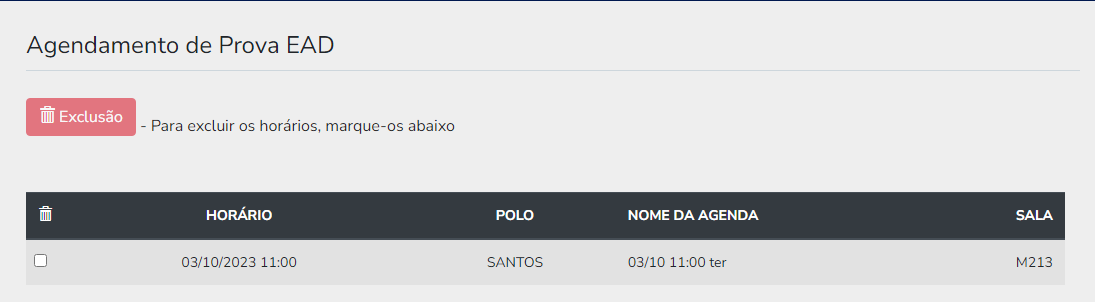 Agendamento de Prova EAD
Exclusão - Para excluir os horários, marque-os abaixo
HORÁRIO POLO NOME DA AGENDA SALA
03/10/2023 11:00 SANTOS 03/10 11:00 ter M213